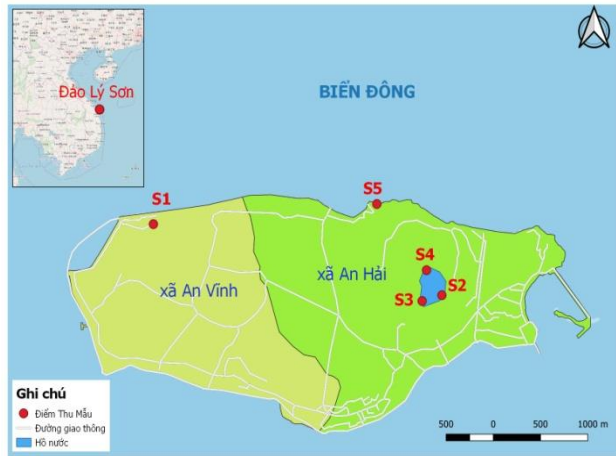 Đảo Lý Sơn
BIỂN ĐÔNG
S1
S5
S4
S3
S2
xã An Vĩnh
xã An Hải
Ghi chú
Điểm Thu Mẫu
Đường giao thông
Hồ nước
500 0 500 1000 m